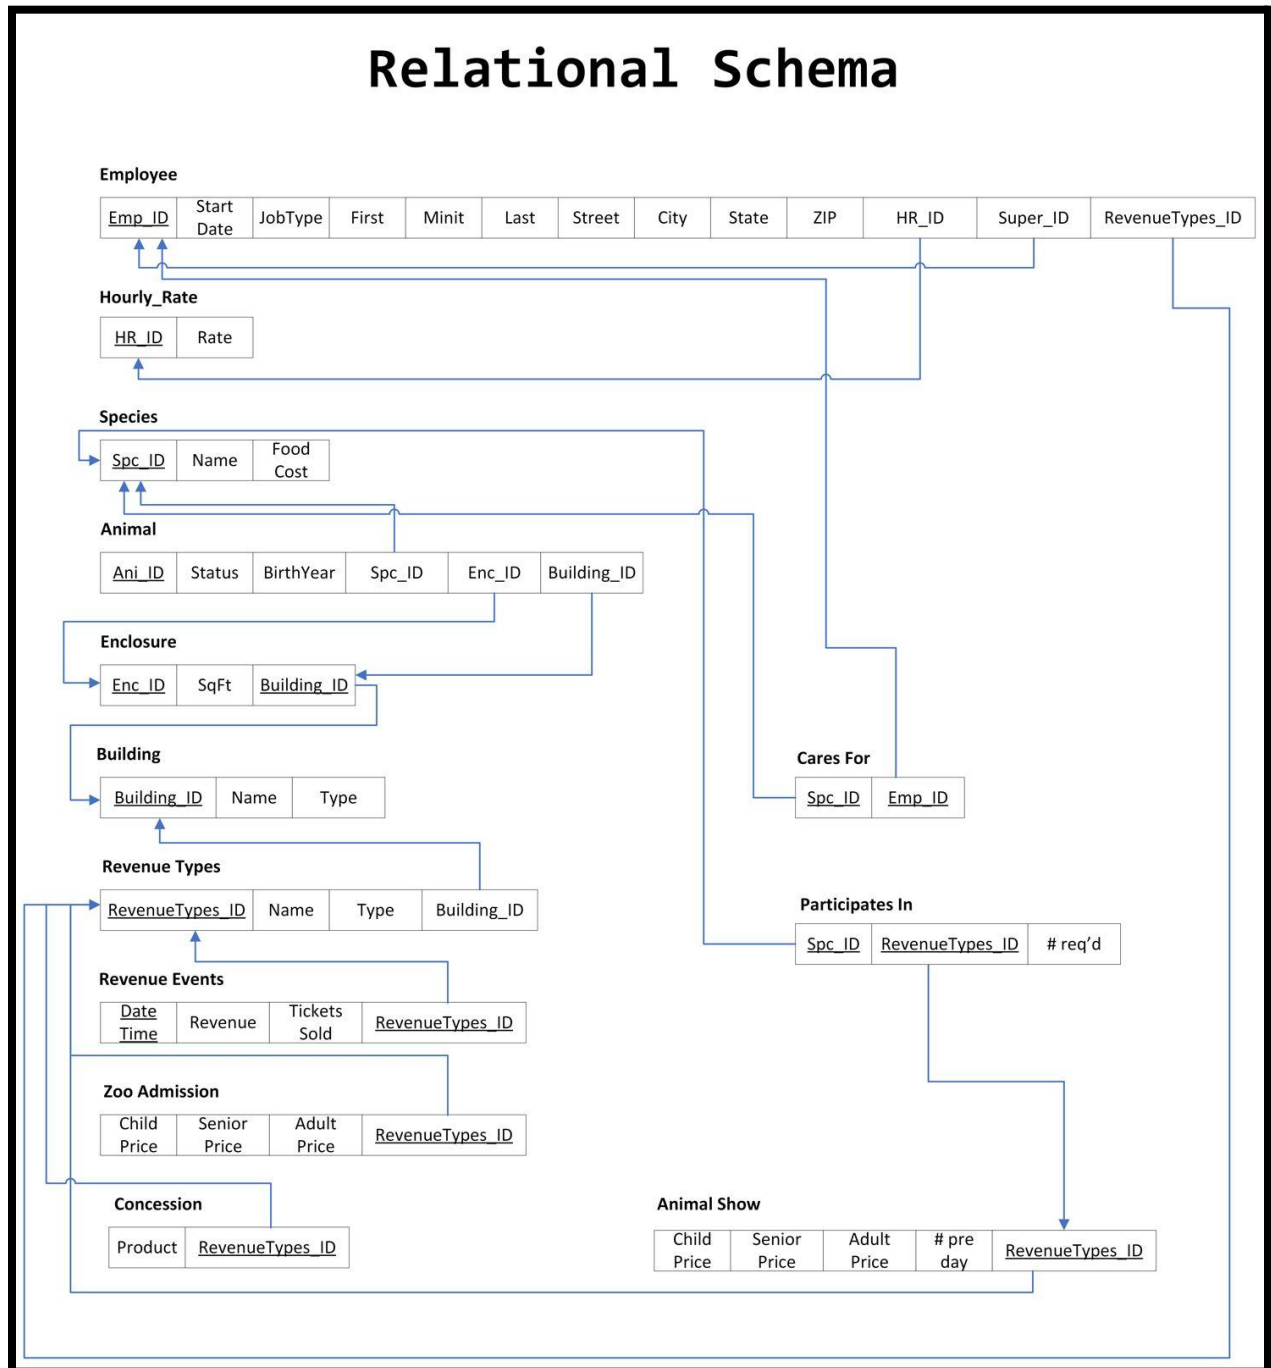 Relational Schema
Employee
Emp_ID Start Date JobType First Minit Last Street City State ZIP HR_ID Super_ID RevenueTypes_ID
Hourly_Rate
HR_ID Rate
Species
Spc_ID Name Food Cost
Animal
Ani_ID Status BirthYear Spc_ID Enc_ID Building_ID
Enclosure
Enc_ID SqFt Building_ID
Building
Building_ID Name Type
Cares For
Spc_ID Emp_ID
Revenue Types
RevenueTypes_ID Name Type Building_ID
Participates In
Spc_ID RevenueTypes_ID # req’d
Revenue Events
Date Time Revenue Tickets Sold RevenueTypes_ID
Zoo Admission
Child Price Senior Price Adult Price RevenueTypes_ID
Concession
Product RevenueTypes_ID
Animal Show
Child Price Senior Price Adult Price # pre day RevenueTypes_ID